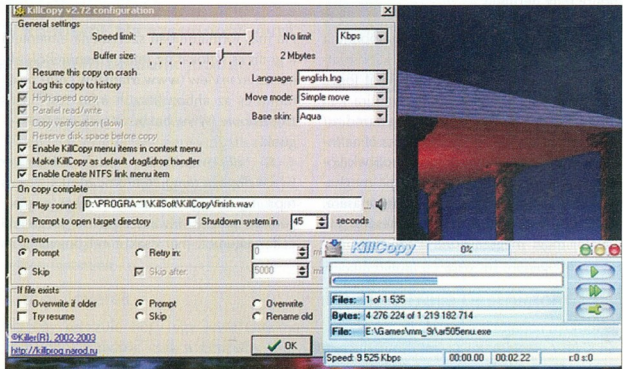 KillCopy v2.72 configuration
General settings
Speed limit: No limit Kbps
Buffer size: 2 Mbytes
Resume this copy on crash
Log this copy to history
High-speed copy
Parallel read/write
Copy verifycation (slow)
Reserve disk space before copy
Enable KillCopy menu items in context menu
Make KillCopy as default drag&drop handler
Enable Create NTFS link menu item
Language: english.lng
Move mode: Simple move
Base skin: Aqua
On copy complete
Play sound: D:\PROGRA~1\KillSoft\KillCopy\finish.wav ...
Prompt to open target directory Shutdown system in 45 seconds
On error
Prompt Retry in: 0
Skip Skip after 5000
If file exists
Overwrite if older Prompt Overwrite
Try resume Skip Rename old
©Killer{R}, 2002-2003
http://killprog.narod.ru
OK
KillCopy 0%
Files: 1 of 1 535
Bytes: 4 276 224 of 1 219 182 714
File: E:\Games\mm_9\ar505enu.exe
Speed: 9 525 Kbps 00:00.00 00:02.22 r:0 s:0